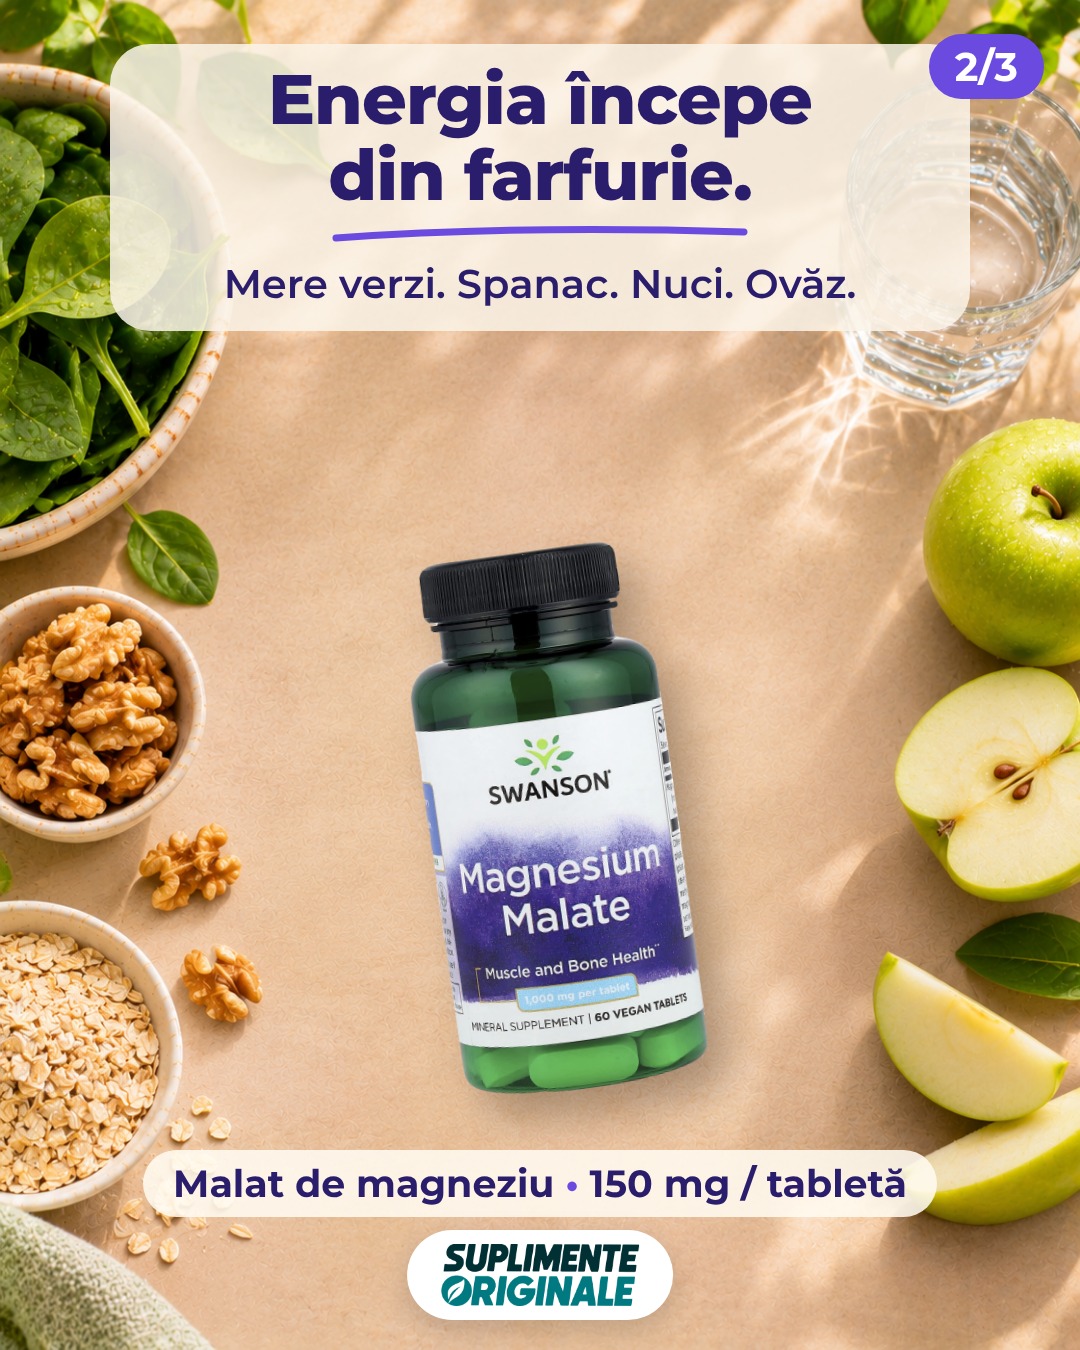 2/3
Energia începe
din farfurie.
Mere verzi. Spanac. Nuci. Ovăz.
SWANSON
Magnesium
Malate
Muscle and Bone Health
1,000 mg per tablet
MINERAL SUPPLEMENT | 60 VEGAN TABLETS
Malat de magneziu • 150 mg / tabletă
SUPLIMENTE
ORIGINALE